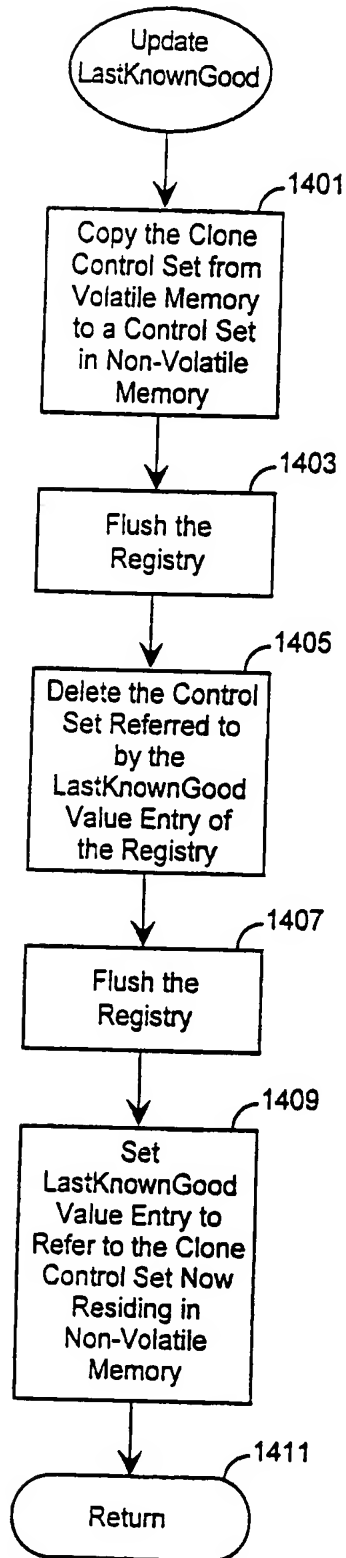 Update
LastKnownGood
1401
Copy the Clone
Control Set from
Volatile Memory
to a Control Set
in Non-Volatile
Memory
1403
Flush the
Registry
1405
Delete the Control
Set Referred to
by the
LastKnownGood
Value Entry of
the Registry
1407
Flush the
Registry
1409
Set
LastKnownGood
Value Entry to
Refer to the Clone
Control Set Now
Residing in
Non-Volatile
Memory
1411
Return